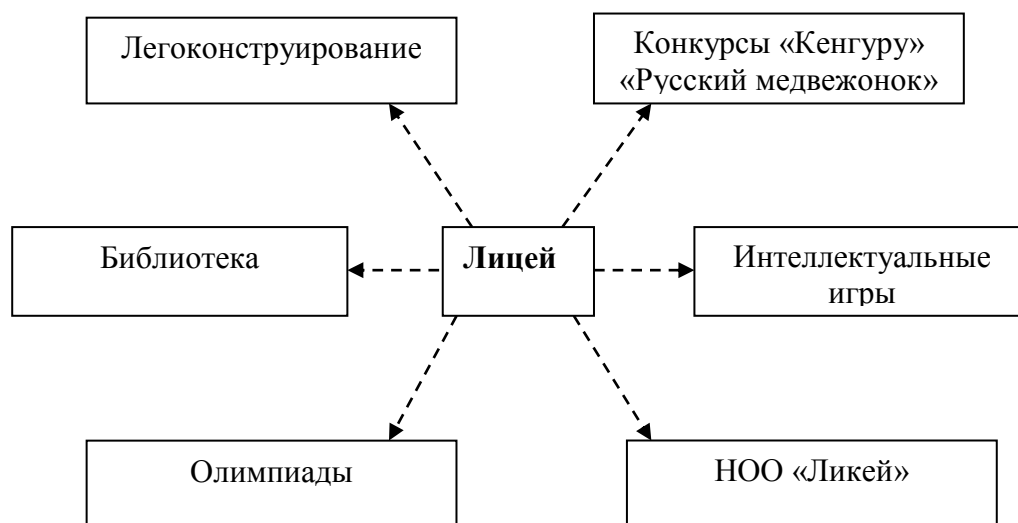 Легоконструирование
Конкурсы «Кенгуру»
«Русский медвежонок»
Библиотека
Лицей
Интеллектуальные
игры
Олимпиады
НОО «Ликей»